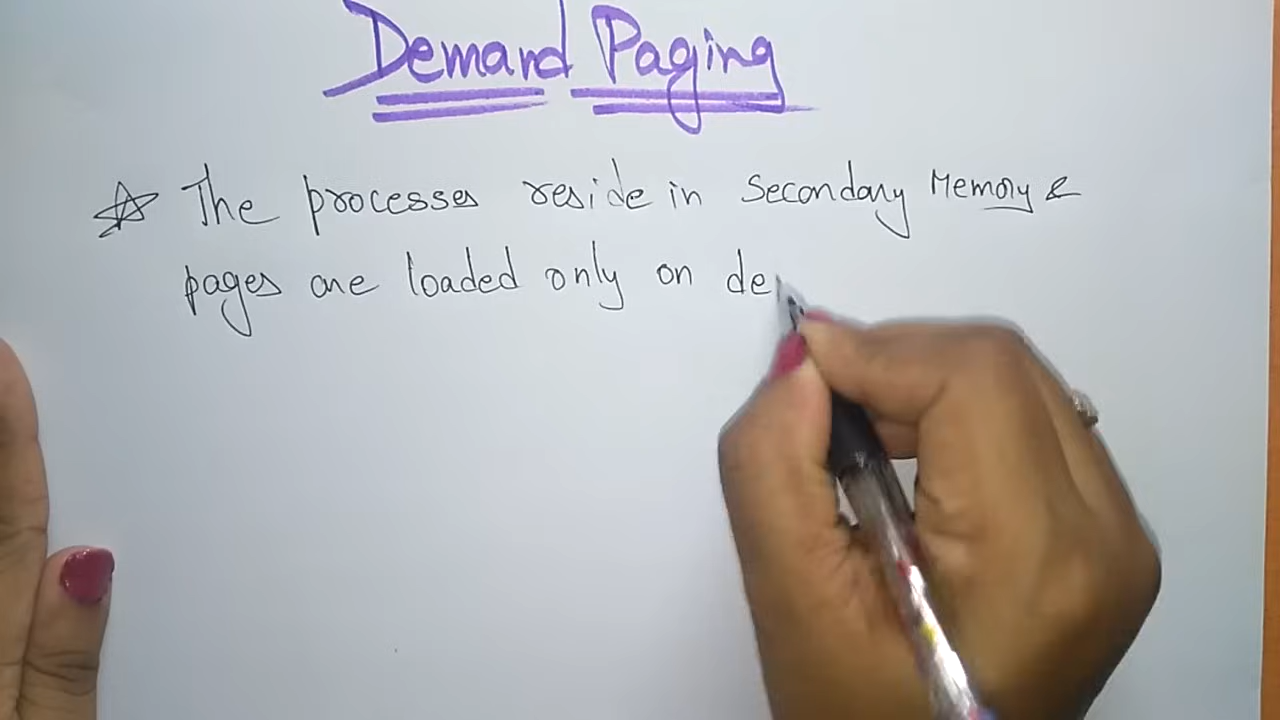 Demand Paging
The processes reside in Secondary Memory &
pages are loaded only on de